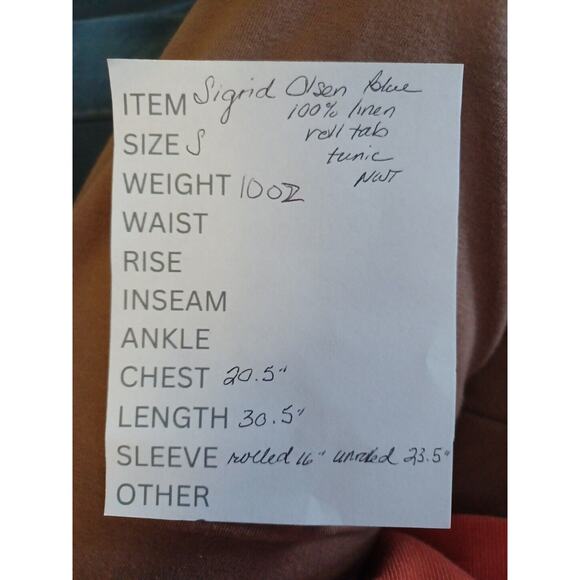 ITEM Sigrid Olsen Blue
100% linen
roll tab
SIZE S
tunic
WEIGHT 10oz
NWT
WAIST
RISE
INSEAM
ANKLE
CHEST 20.5"
LENGTH 30.5"
SLEEVE rolled 16" unrolled 23.5"
OTHER